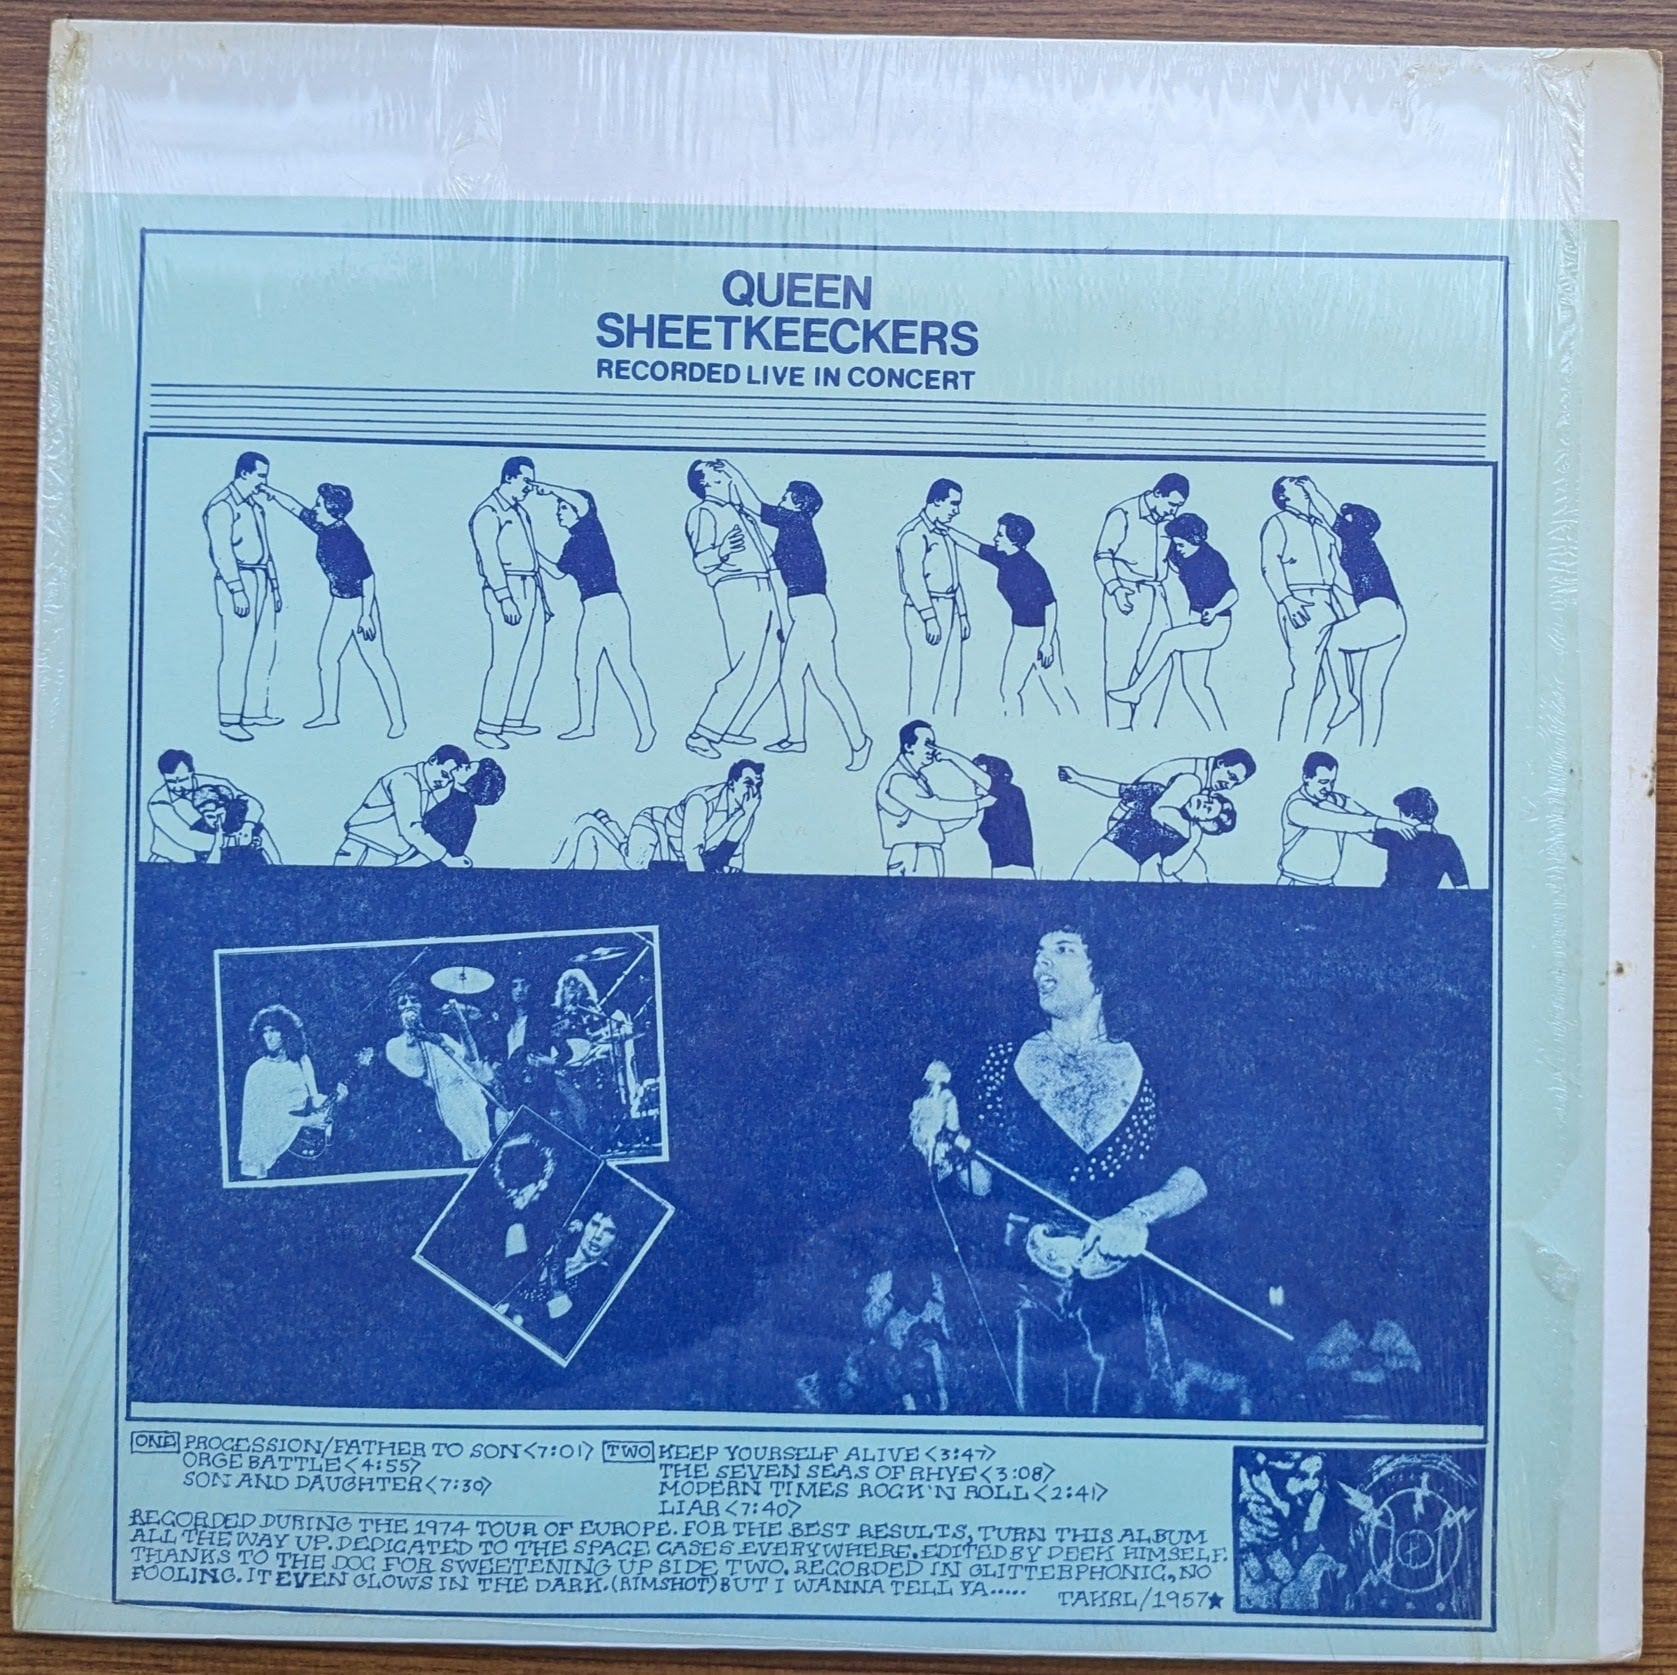 QUEEN
SHEETKEECKERS
RECORDED LIVE IN CONCERT
ONE PROCESSION/FATHER TO SON<7:01>
ORGE BATTLE<4:55>
SON AND DAUGHTER<7:30>
TWO KEEP YOURSELF ALIVE<3:47>
THE SEVEN SEAS OF RHYE<3:08>
MODERN TIMES ROCK'N ROLL<2:41>
LIAR<7:40>
RECORDED DURING THE 1974 TOUR OF EUROPE. FOR THE BEST RESULTS, TURN THIS ALBUM
ALL THE WAY UP. DEDICATED TO THE SPACE CASES EVERYWHERE. EDITED BY DEEK HIMSELF.
THANKS TO THE DOC FOR SWEETENING UP SIDE TWO. RECORDED IN GLITTERPHONIC, NO
FOOLING. IT EVEN GLOWS IN THE DARK. (RIMSHOT) BUT I WANNA TELL YA.....
TAKRL/1957★